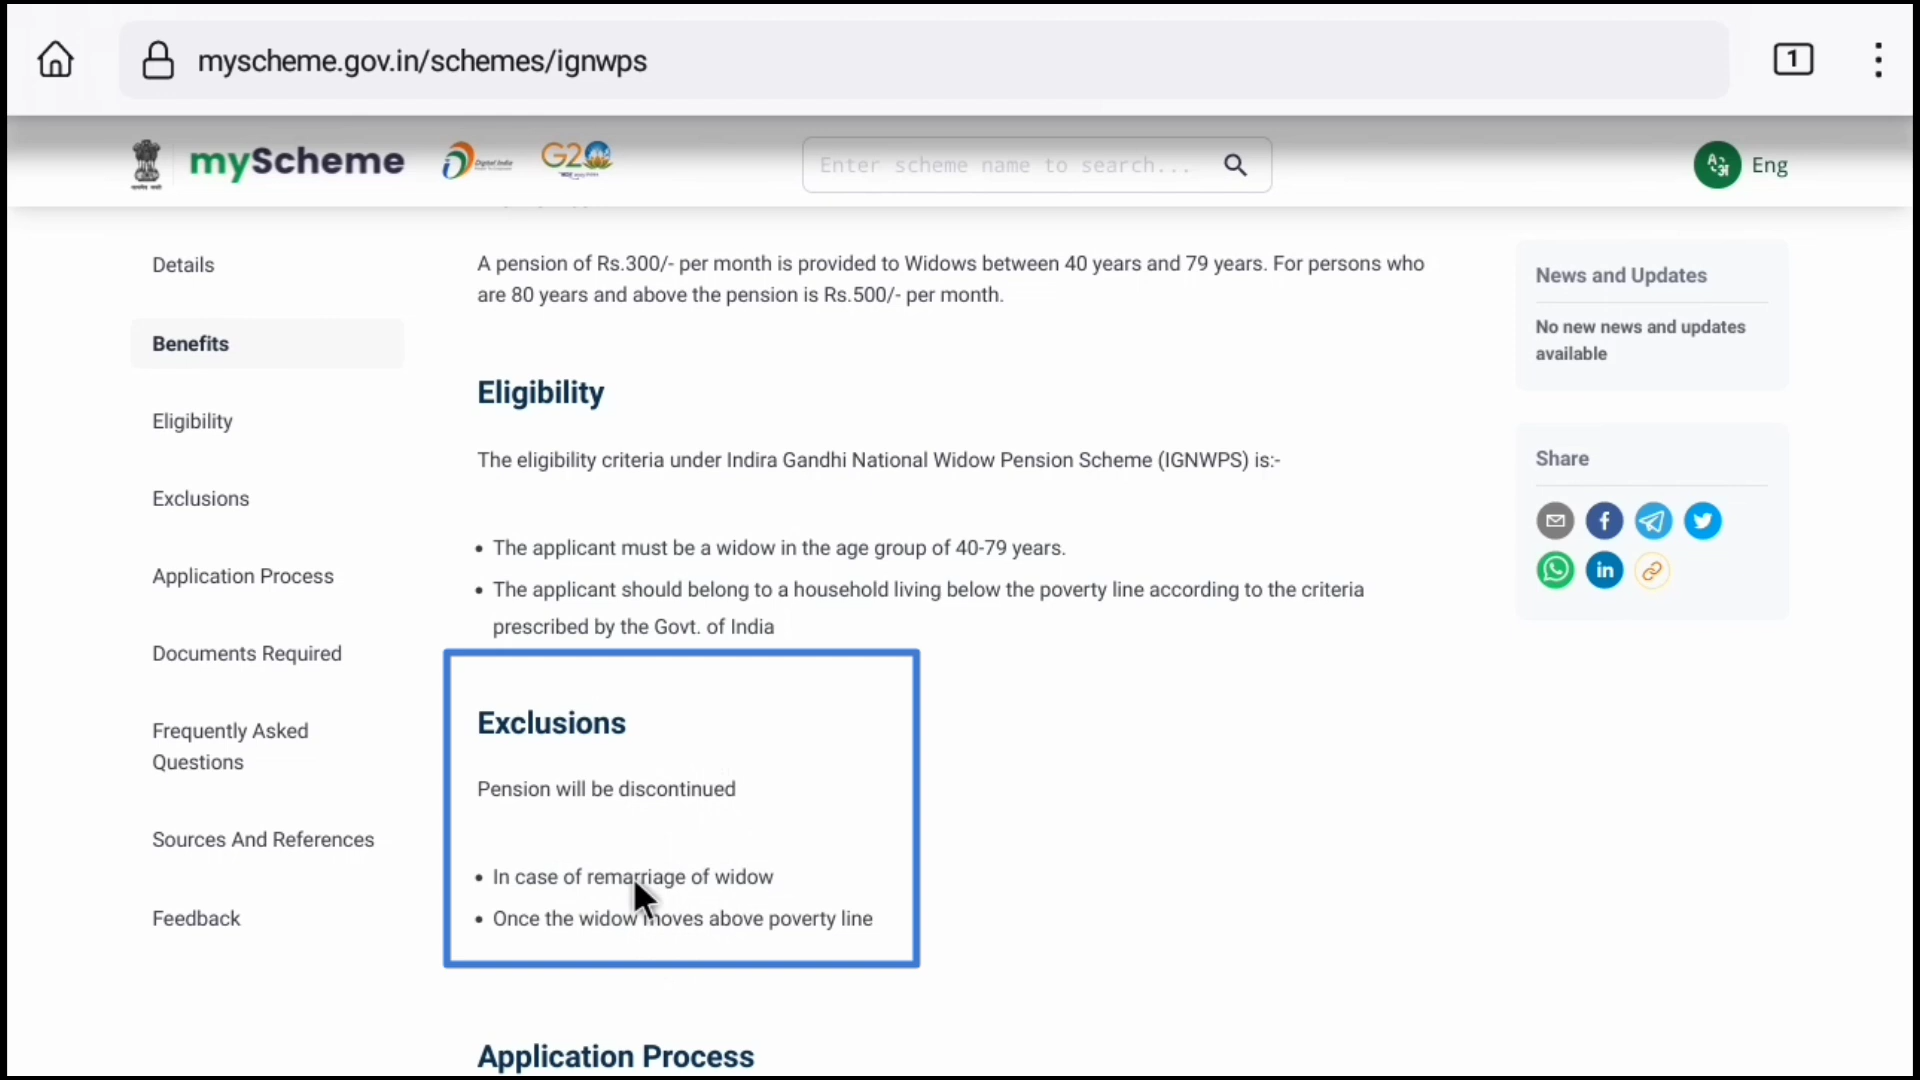 myscheme.gov.in/schemes/ignwps
1
myScheme
Digital India
G20
Enter scheme name to search...
Eng
Details
Benefits
Eligibility
Exclusions
Application Process
Documents Required
Frequently Asked
Questions
Sources And References
Feedback
A pension of Rs.300/- per month is provided to Widows between 40 years and 79 years. For persons who
are 80 years and above the pension is Rs.500/- per month.
Eligibility
The eligibility criteria under Indira Gandhi National Widow Pension Scheme (IGNWPS) is:-
• The applicant must be a widow in the age group of 40-79 years.
• The applicant should belong to a household living below the poverty line according to the criteria
prescribed by the Govt. of India
Exclusions
Pension will be discontinued
• In case of remarriage of widow
• Once the widow moves above poverty line
Application Process
News and Updates
No new news and updates
available
Share